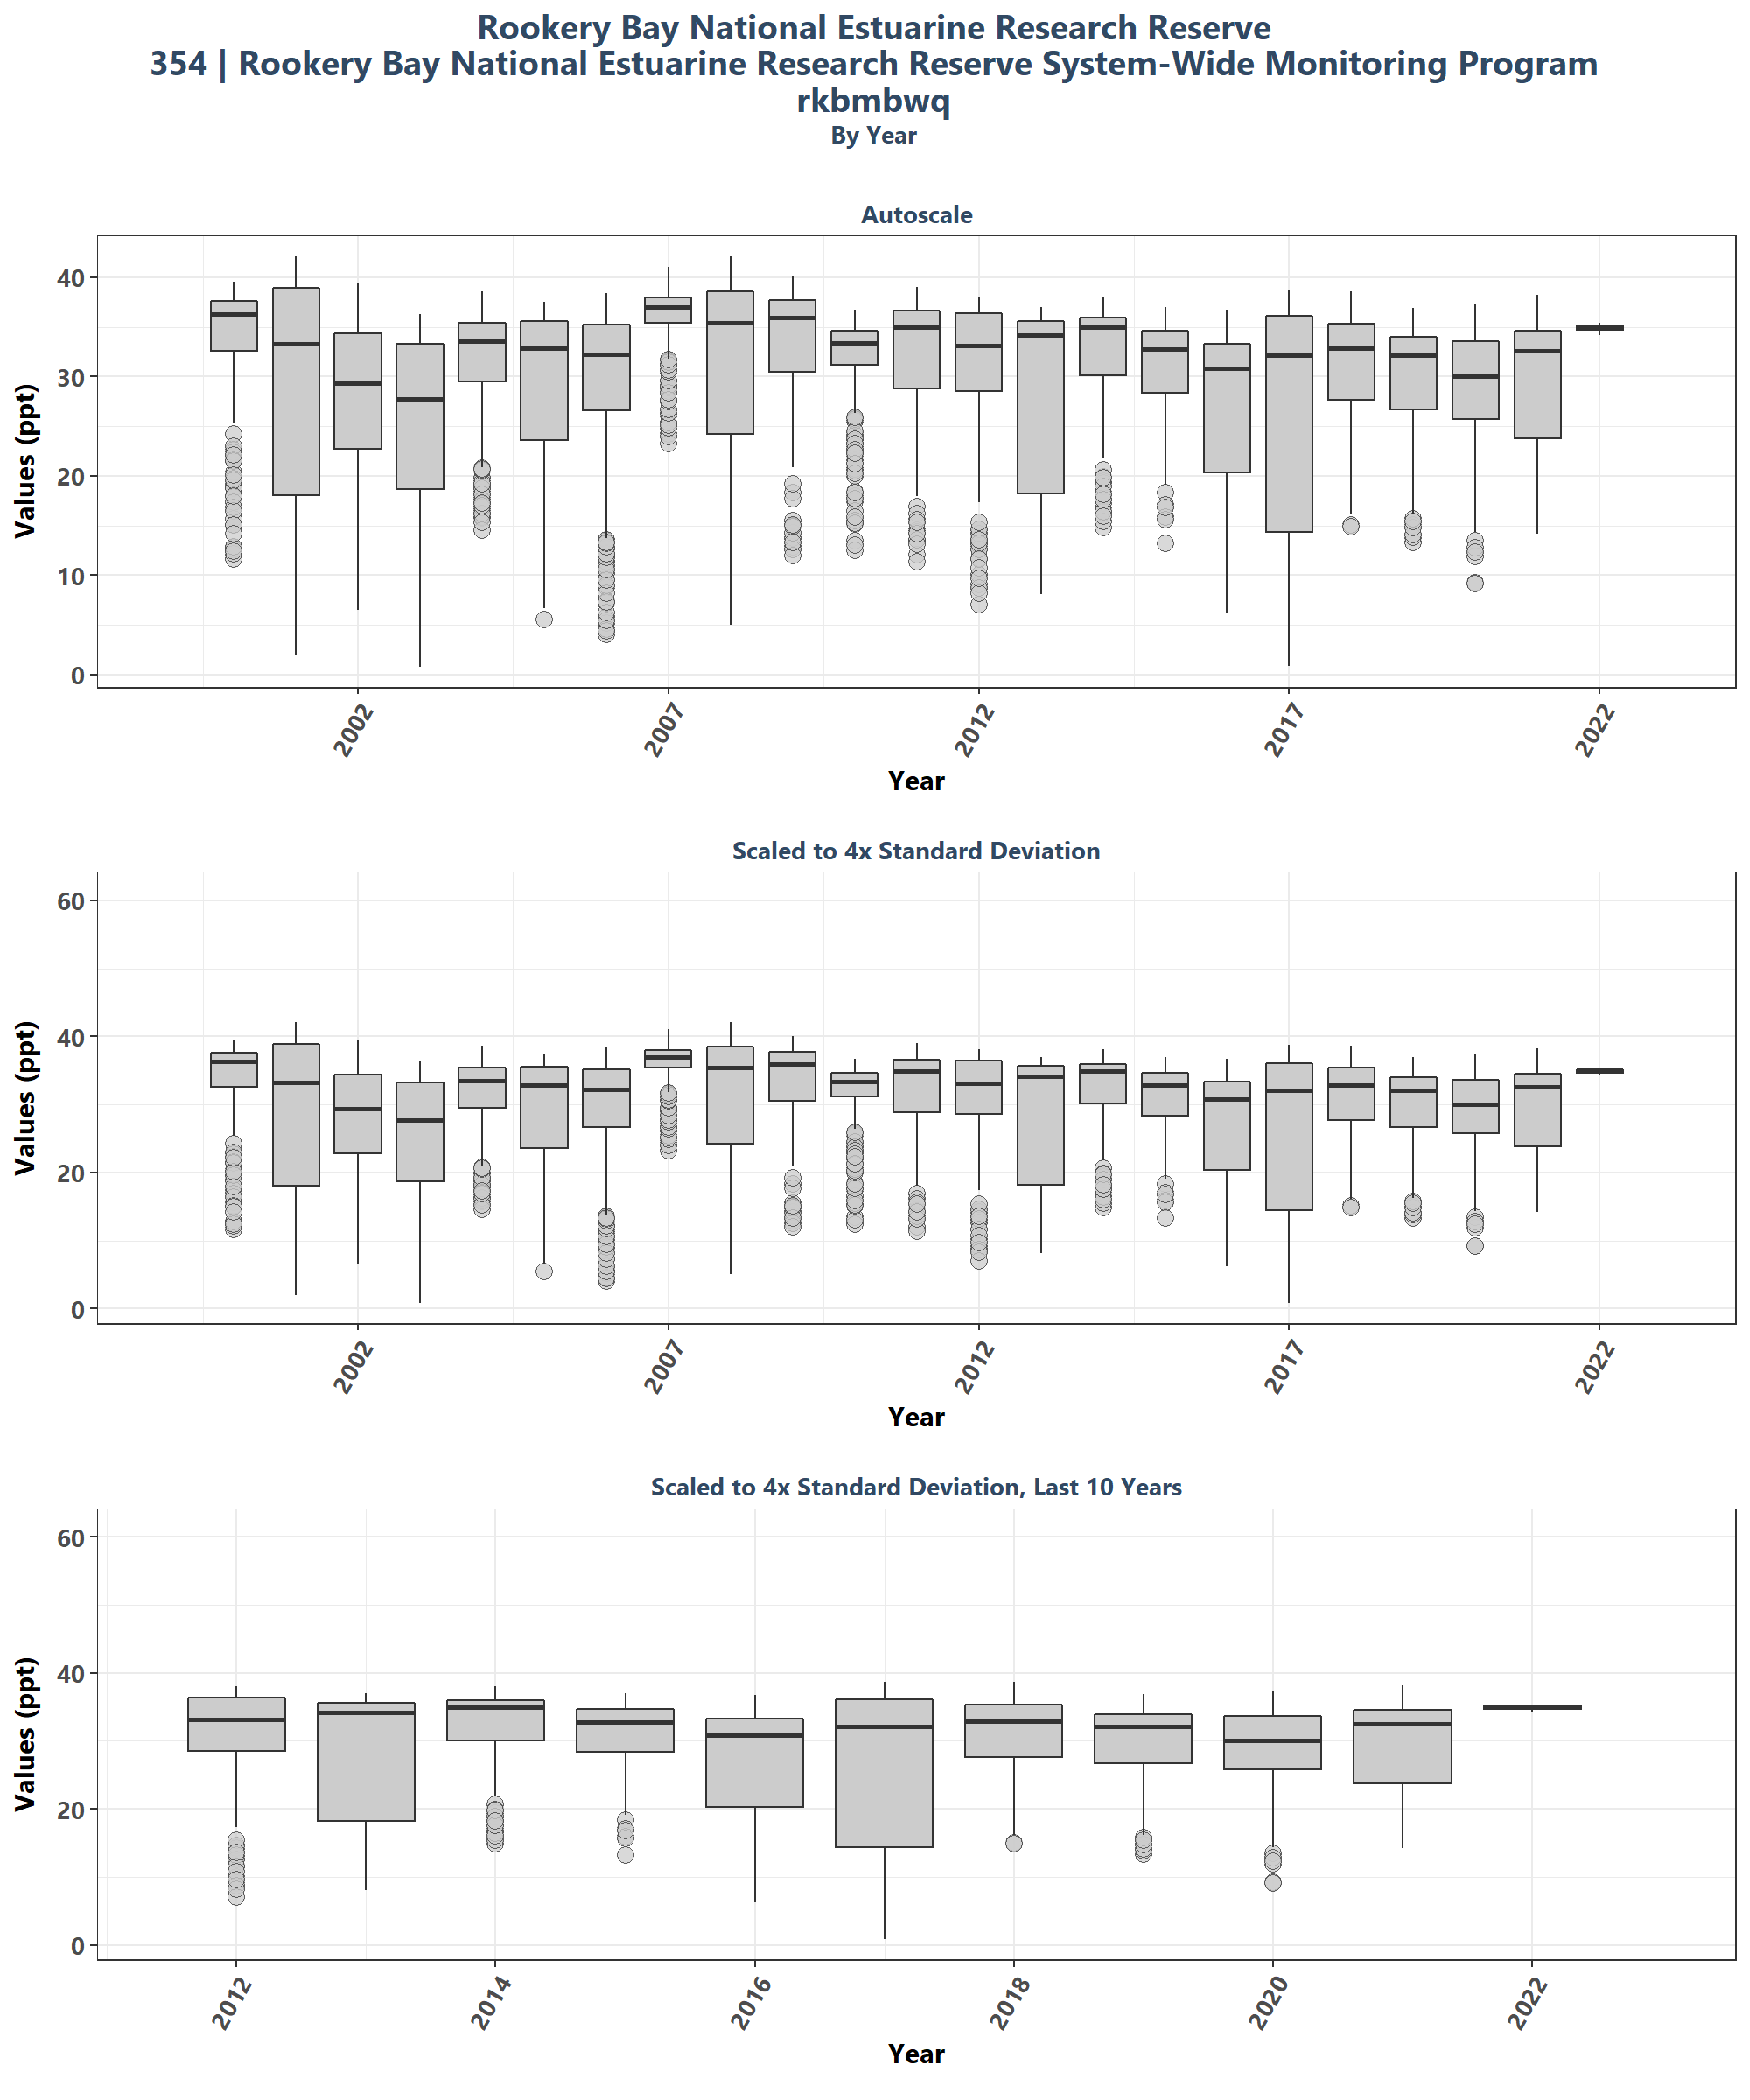 Rookery Bay National Estuarine Research Reserve
354 | Rookery Bay National Estuarine Research Reserve System-Wide Monitoring Program
rkbmbwq
By Year
Autoscale
Values (ppt)
40
30
20
10
0
2002 2007 2012 2017 2022
Year
Scaled to 4x Standard Deviation
Values (ppt)
60
40
20
0
2002 2007 2012 2017 2022
Year
Scaled to 4x Standard Deviation, Last 10 Years
Values (ppt)
60
40
20
0
2012 2014 2016 2018 2020 2022
Year